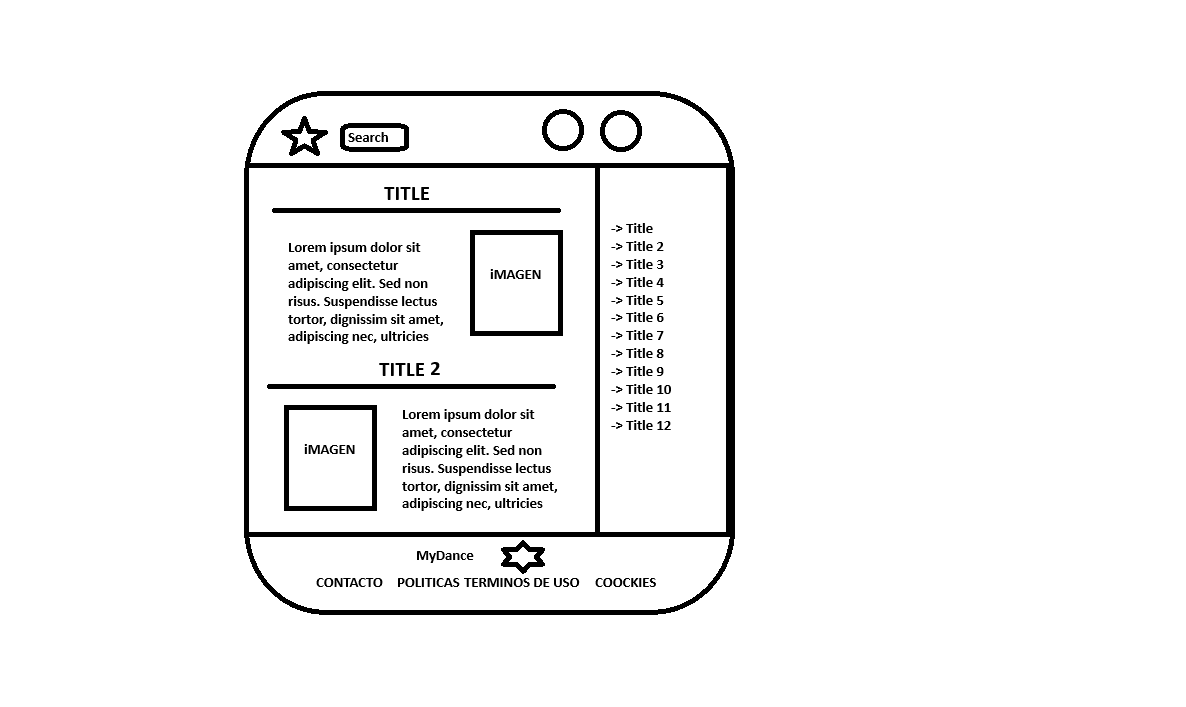 Search
TITLE
Lorem ipsum dolor sit
amet, consectetur
adipiscing elit. Sed non
risus. Suspendisse lectus
tortor, dignissim sit amet,
adipiscing nec, ultricies
iMAGEN
TITLE 2
iMAGEN
Lorem ipsum dolor sit
amet, consectetur
adipiscing elit. Sed non
risus. Suspendisse lectus
tortor, dignissim sit amet,
adipiscing nec, ultricies
-> Title
-> Title 2
-> Title 3
-> Title 4
-> Title 5
-> Title 6
-> Title 7
-> Title 8
-> Title 9
-> Title 10
-> Title 11
-> Title 12
MyDance
CONTACTO POLITICAS TERMINOS DE USO COOCKIES